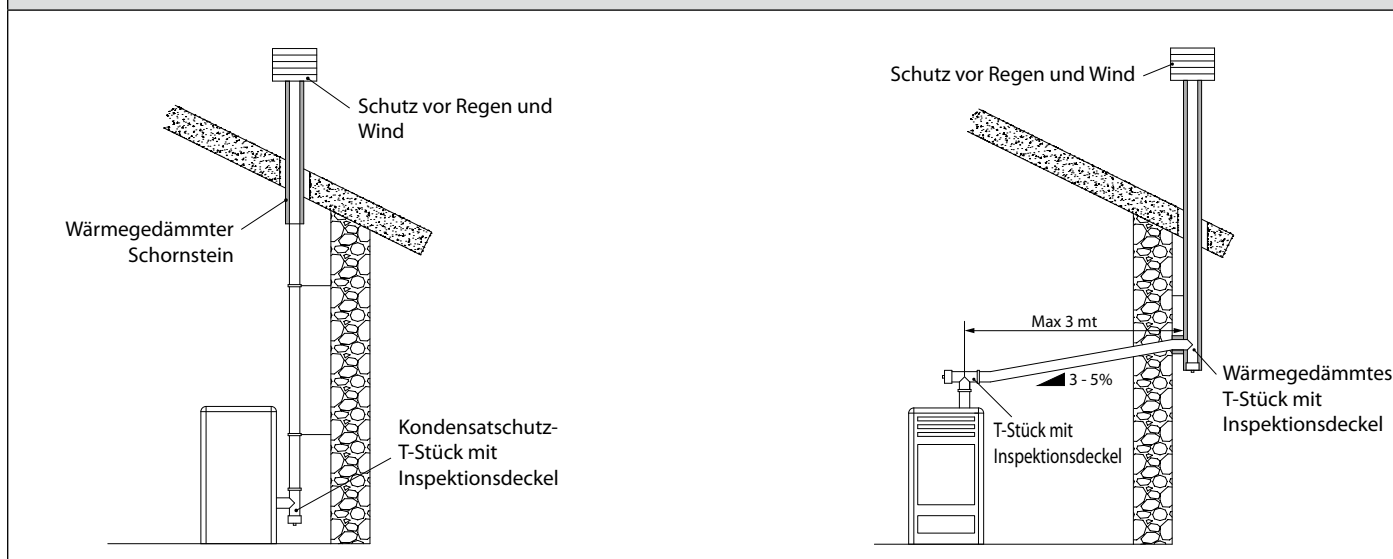 Schutz vor Regen und
Wind
Wärmegedämmter
Schornstein
Kondensatschutz-
T-Stück mit
Inspektionsdeckel
Schutz vor Regen und Wind
Max 3 mt
3 - 5%
T-Stück mit
Inspektionsdeckel
Wärmegedämmtes
T-Stück mit
Inspektionsdeckel